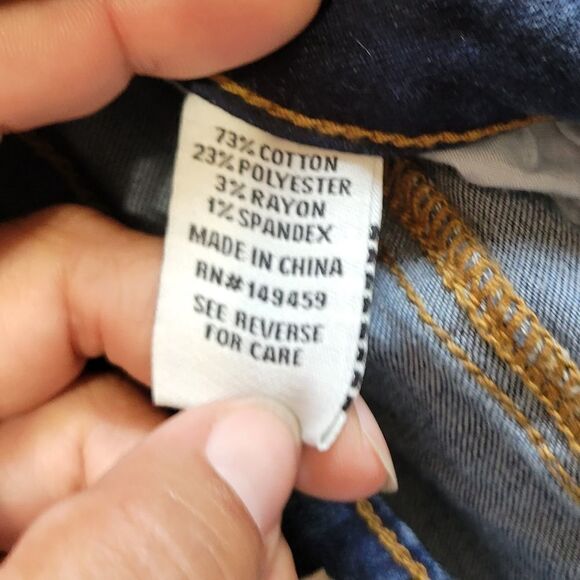 73% COTTON
23% POLYESTER
3% RAYON
1% SPANDEX
MADE IN CHINA
RN# 149459
SEE REVERSE
FOR CARE